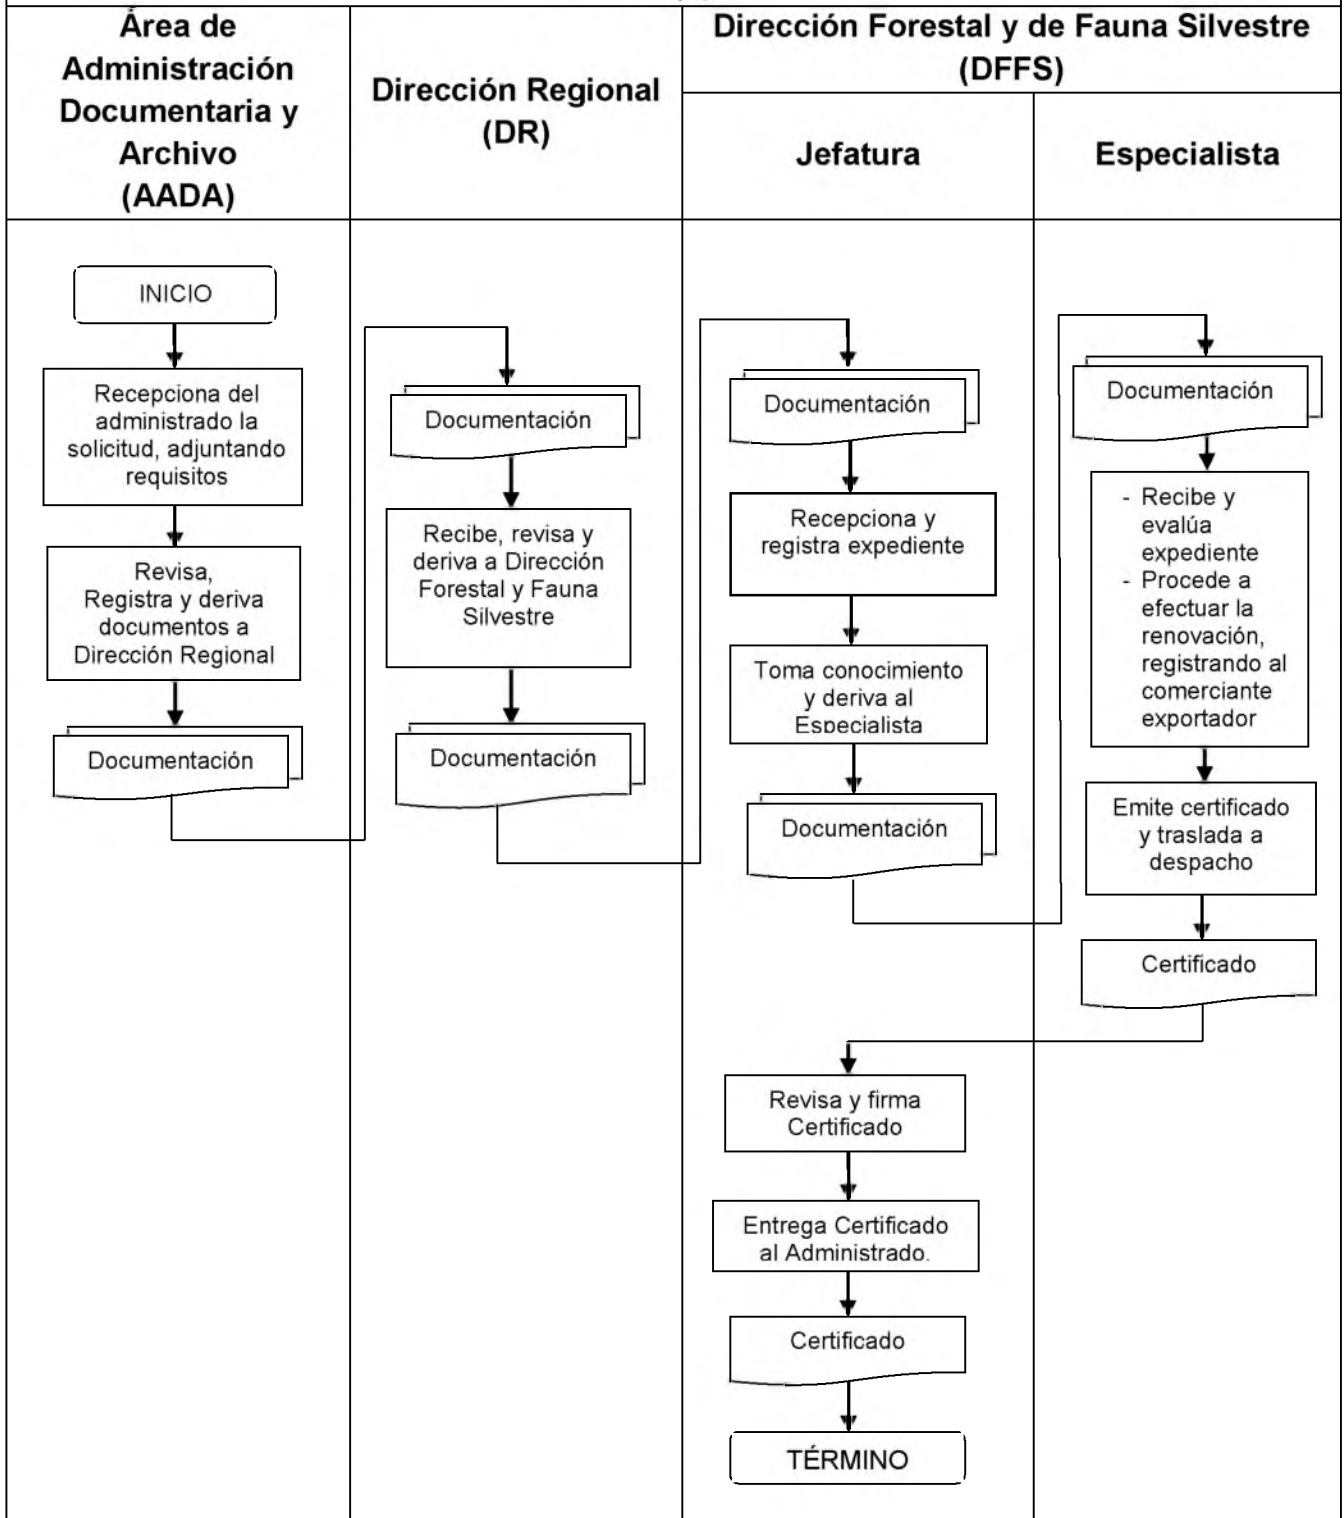 Área de
Administración
Documentaria y
Archivo
(AADA)
Dirección Regional
(DR)
Dirección Forestal y de Fauna Silvestre
(DFFS)
Jefatura
Especialista
INICIO
Recepciona del
administrado la
solicitud, adjuntando
requisitos
Revisa,
Registra y deriva
documentos a
Dirección Regional
Documentación
Documentación
Recibe, revisa y
deriva a Dirección
Forestal y Fauna
Silvestre
Documentación
Documentación
Recepciona y
registra expediente
Toma conocimiento
y deriva al
Especialista
Documentación
Documentación
- Recibe y
evalúa
expediente
- Procede a
efectuar la
renovación,
registrando al
comerciante
exportador
Emite certificado
y traslada a
despacho
Certificado
Revisa y firma
Certificado
Entrega Certificado
al Administrado.
Certificado
TÉRMINO